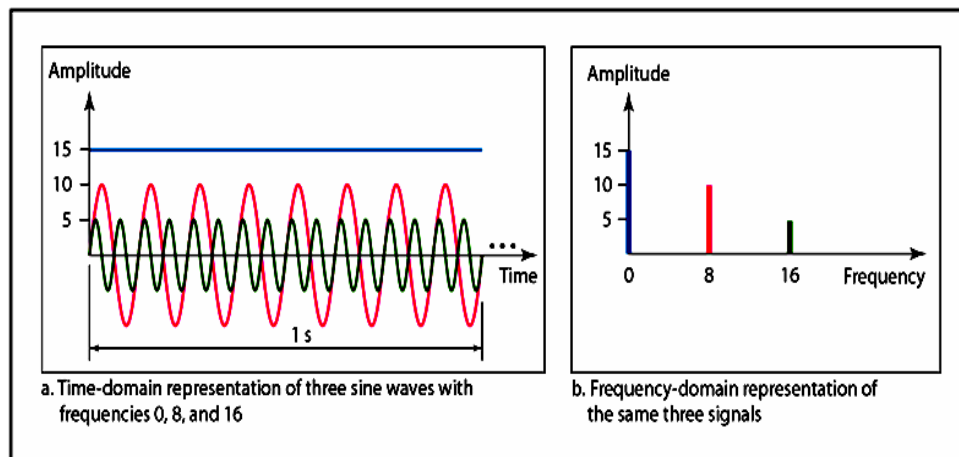 Amplitude
15
10
5
...
Time
1 s
a. Time-domain representation of three sine waves with
frequencies 0, 8, and 16
Amplitude
15
10
5
0 8 16 Frequency
b. Frequency-domain representation of
the same three signals